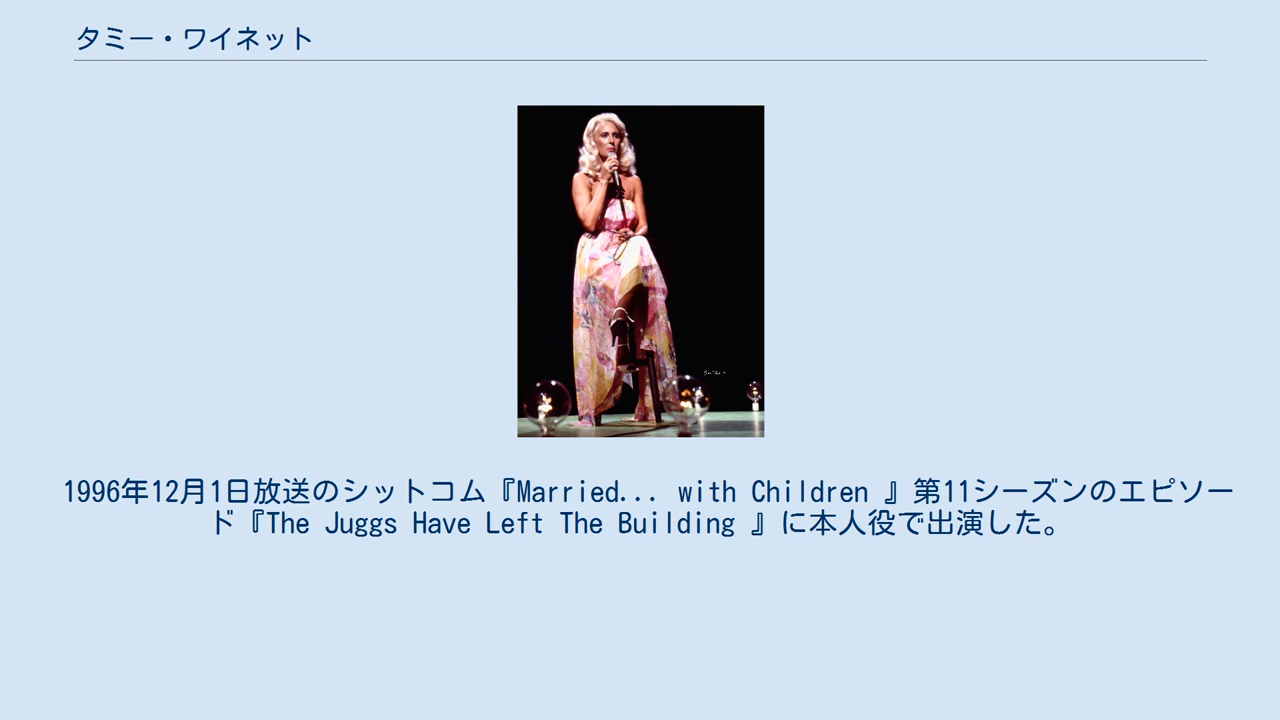 タミー・ワイネット
1996年12月1日放送のシットコム『Married... with Children 』第11シーズンのエピソー
ド『The Juggs Have Left The Building 』に本人役で出演した。